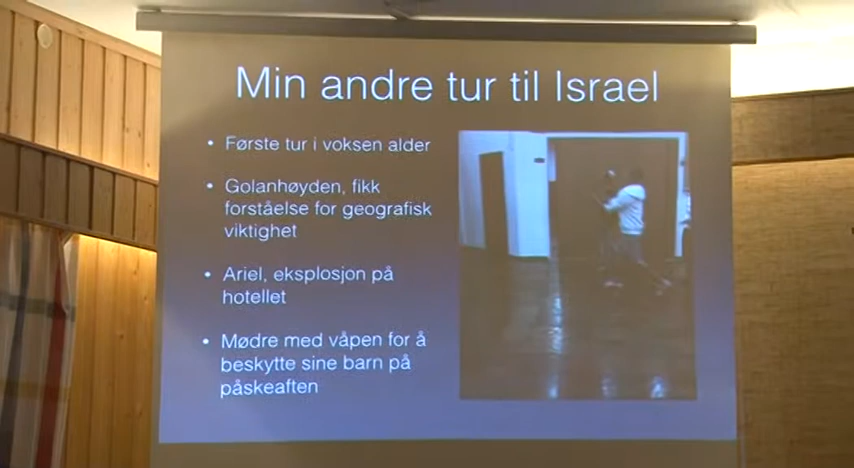 Min andre tur til Israel
• Første tur i voksen alder
• Golanhøyden, fikk
forståelse for geografisk
viktighet
• Ariel, eksplosjon på
hotellet
• Mødre med våpen for å
beskytte sine barn på
påskeaften